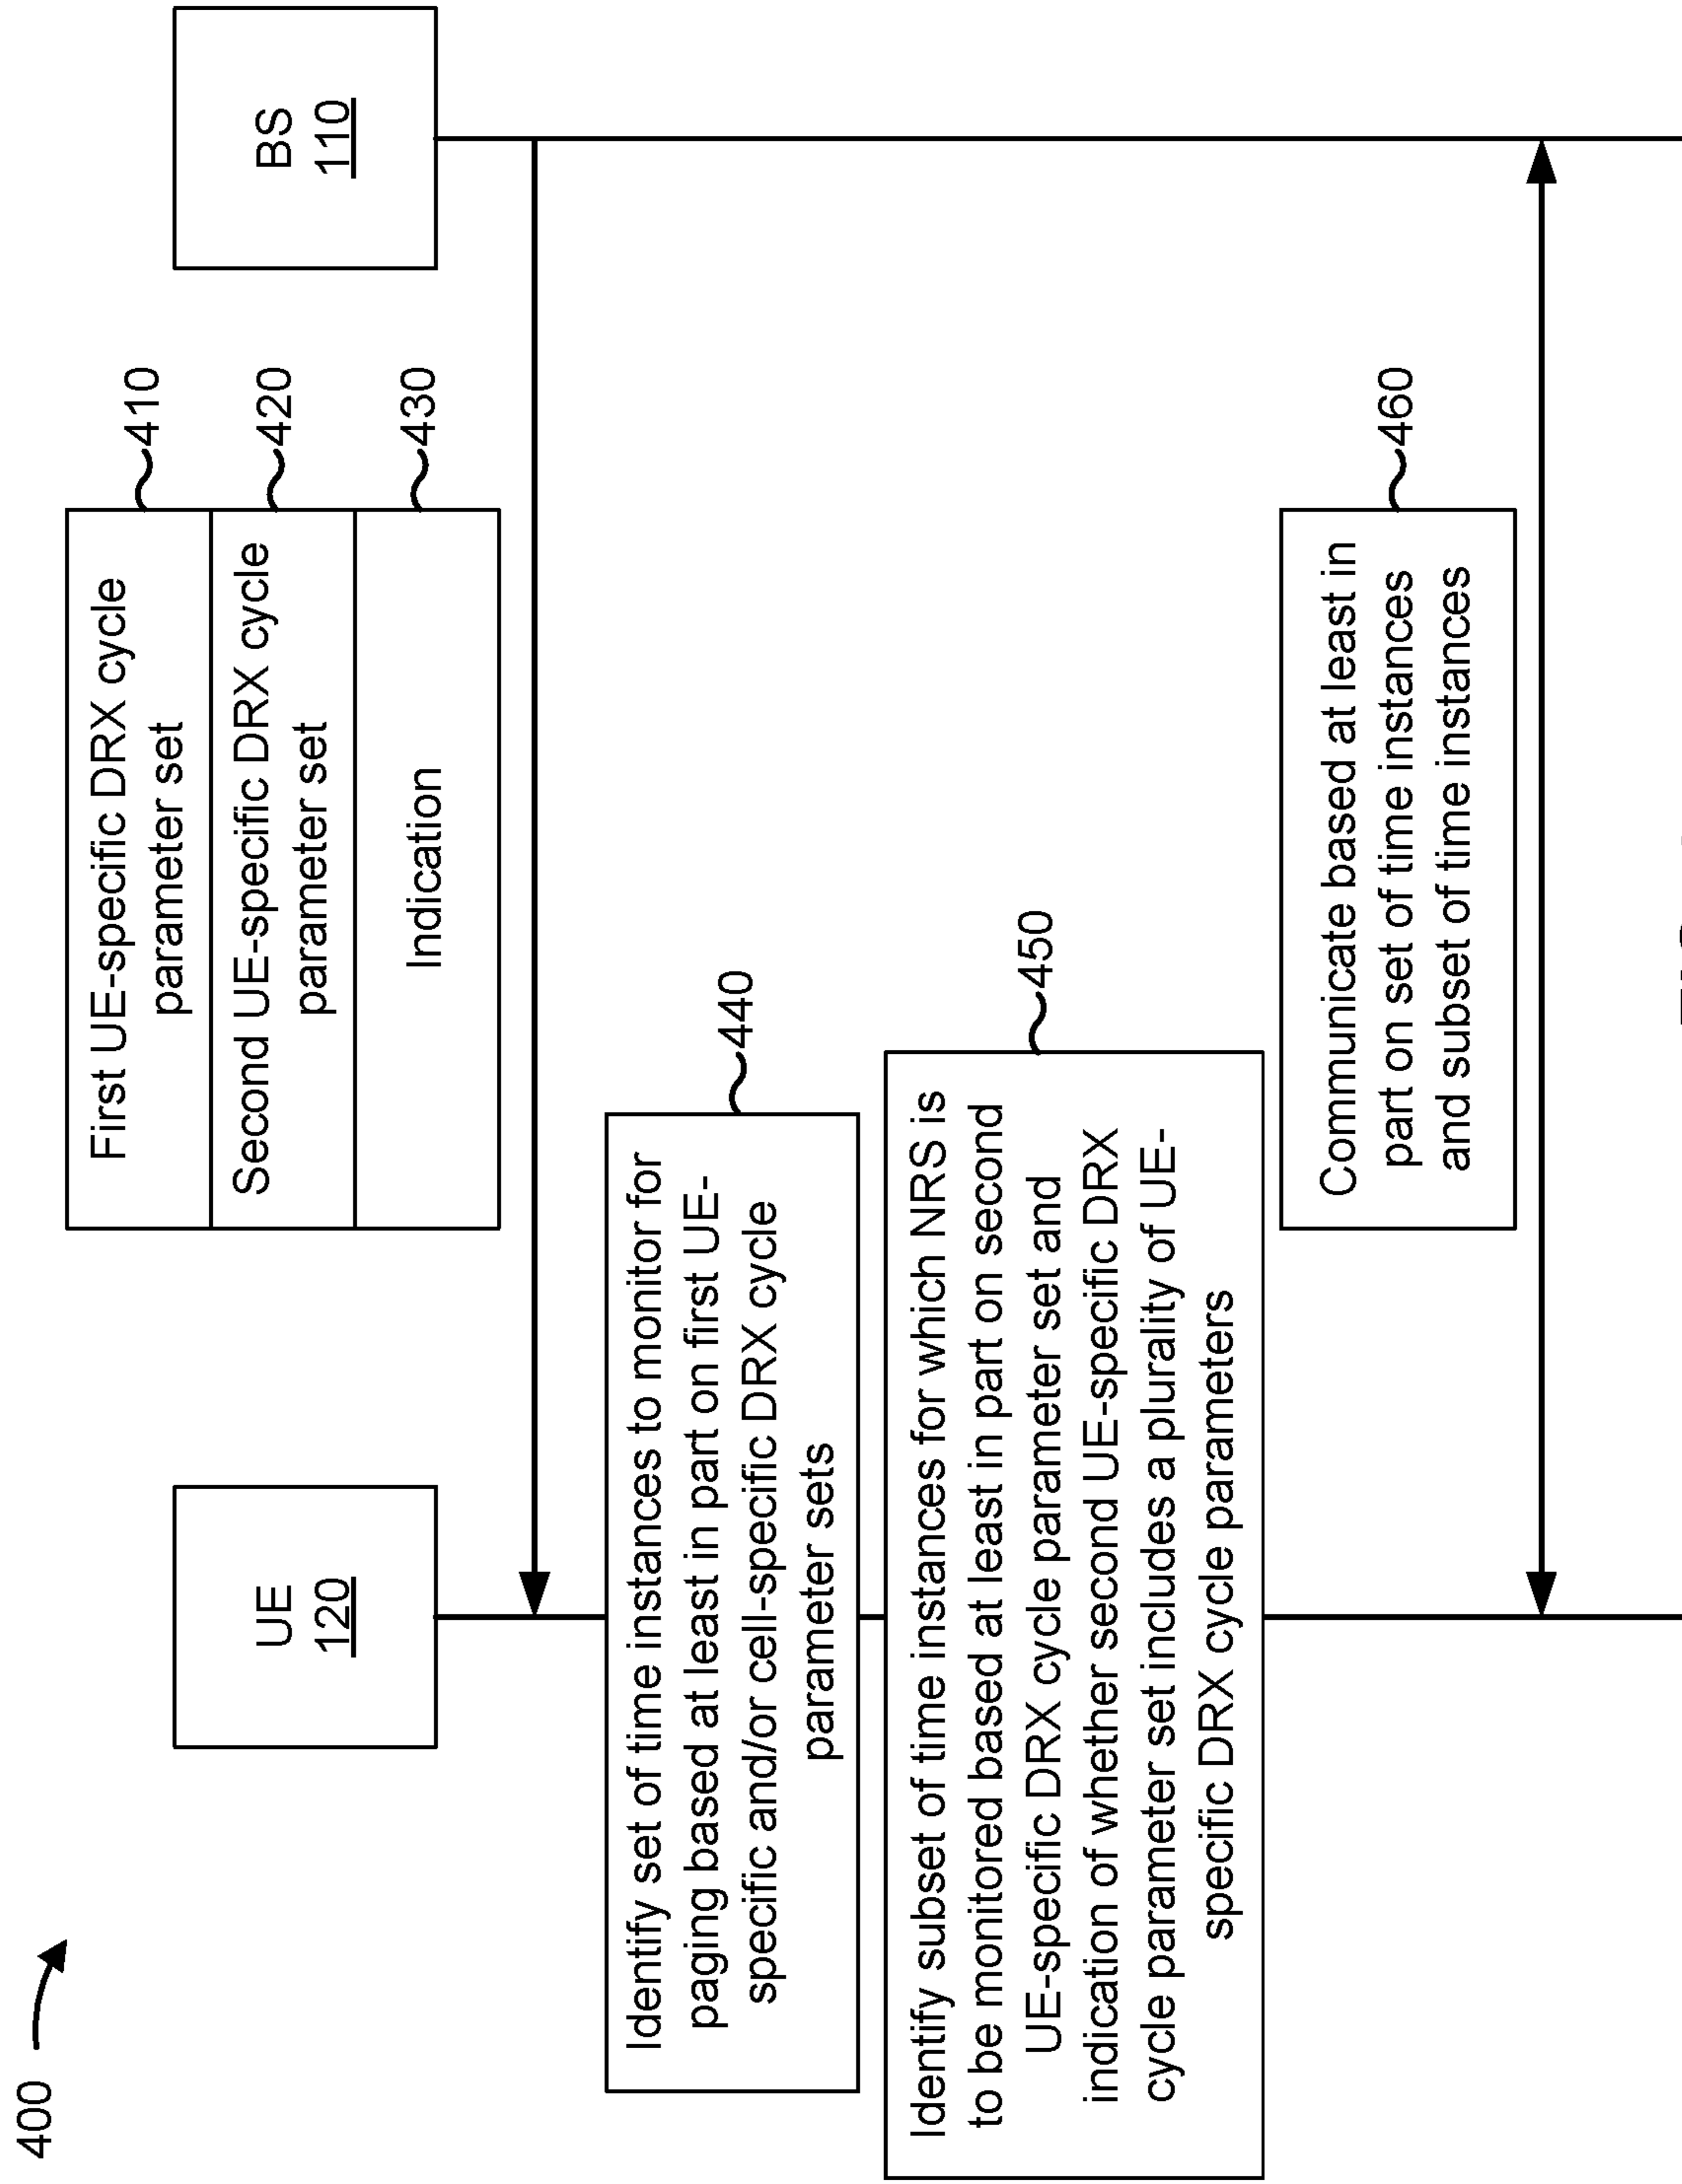 400
UE
120
BS
110
First UE-specific DRX cycle
parameter set
410
Second UE-specific DRX cycle
parameter set
420
Indication
430
Identify set of time instances to monitor for
paging based at least in part on first UE-
specific and/or cell-specific DRX cycle
parameter sets
440
Identify subset of time instances for which NRS is
to be monitored based at least in part on second
UE-specific DRX cycle parameter set and
indication of whether second UE-specific DRX
cycle parameter set includes a plurality of UE-
specific DRX cycle parameters
450
Communicate based at least in
part on set of time instances
and subset of time instances
460